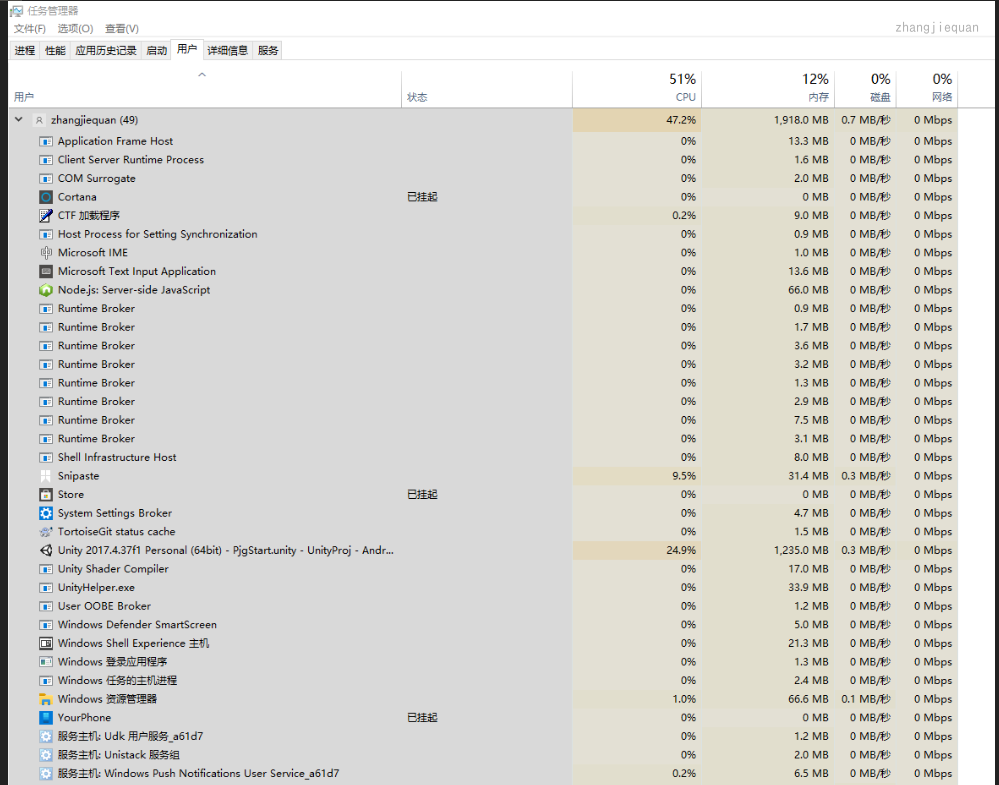 任务管理器
文件(F) 选项(O) 查看(V)
zhangjiequan
进程 性能 应用历史记录 启动 用户 详细信息 服务
51% 12% 0% 0%
用户 状态 CPU 内存 磁盘 网络
zhangjiequan (49) 47.2% 1,918.0 MB 0.7 MB/秒 0 Mbps
Application Frame Host 0% 13.3 MB 0 MB/秒 0 Mbps
Client Server Runtime Process 0% 1.6 MB 0 MB/秒 0 Mbps
COM Surrogate 0% 2.0 MB 0 MB/秒 0 Mbps
Cortana 已挂起 0% 0 MB 0 MB/秒 0 Mbps
CTF 加载程序 0.2% 9.0 MB 0 MB/秒 0 Mbps
Host Process for Setting Synchronization 0% 0.9 MB 0 MB/秒 0 Mbps
Microsoft IME 0% 1.0 MB 0 MB/秒 0 Mbps
Microsoft Text Input Application 0% 13.6 MB 0 MB/秒 0 Mbps
Node.js: Server-side JavaScript 0% 66.0 MB 0 MB/秒 0 Mbps
Runtime Broker 0% 0.9 MB 0 MB/秒 0 Mbps
Runtime Broker 0% 1.7 MB 0 MB/秒 0 Mbps
Runtime Broker 0% 3.6 MB 0 MB/秒 0 Mbps
Runtime Broker 0% 3.2 MB 0 MB/秒 0 Mbps
Runtime Broker 0% 1.3 MB 0 MB/秒 0 Mbps
Runtime Broker 0% 2.9 MB 0 MB/秒 0 Mbps
Runtime Broker 0% 7.5 MB 0 MB/秒 0 Mbps
Runtime Broker 0% 3.1 MB 0 MB/秒 0 Mbps
Shell Infrastructure Host 0% 8.0 MB 0 MB/秒 0 Mbps
Snipaste 9.5% 31.4 MB 0.3 MB/秒 0 Mbps
Store 已挂起 0% 0 MB 0 MB/秒 0 Mbps
System Settings Broker 0% 4.7 MB 0 MB/秒 0 Mbps
TortoiseGit status cache 0% 1.5 MB 0 MB/秒 0 Mbps
Unity 2017.4.37f1 Personal (64bit) - PjgStart.unity - UnityProj - Andr... 24.9% 1,235.0 MB 0.3 MB/秒 0 Mbps
Unity Shader Compiler 0% 17.0 MB 0 MB/秒 0 Mbps
UnityHelper.exe 0% 33.9 MB 0 MB/秒 0 Mbps
User OOBE Broker 0% 1.2 MB 0 MB/秒 0 Mbps
Windows Defender SmartScreen 0% 5.0 MB 0 MB/秒 0 Mbps
Windows Shell Experience 主机 0% 21.3 MB 0 MB/秒 0 Mbps
Windows 登录应用程序 0% 1.3 MB 0 MB/秒 0 Mbps
Windows 任务的主机进程 0% 2.4 MB 0 MB/秒 0 Mbps
Windows 资源管理器 1.0% 66.6 MB 0.1 MB/秒 0 Mbps
YourPhone 已挂起 0% 0 MB 0 MB/秒 0 Mbps
服务主机: Udk 用户服务_a61d7 0% 1.2 MB 0 MB/秒 0 Mbps
服务主机: Unistack 服务组 0% 2.0 MB 0 MB/秒 0 Mbps
服务主机: Windows Push Notifications User Service_a61d7 0.2% 6.5 MB 0 MB/秒 0 Mbps